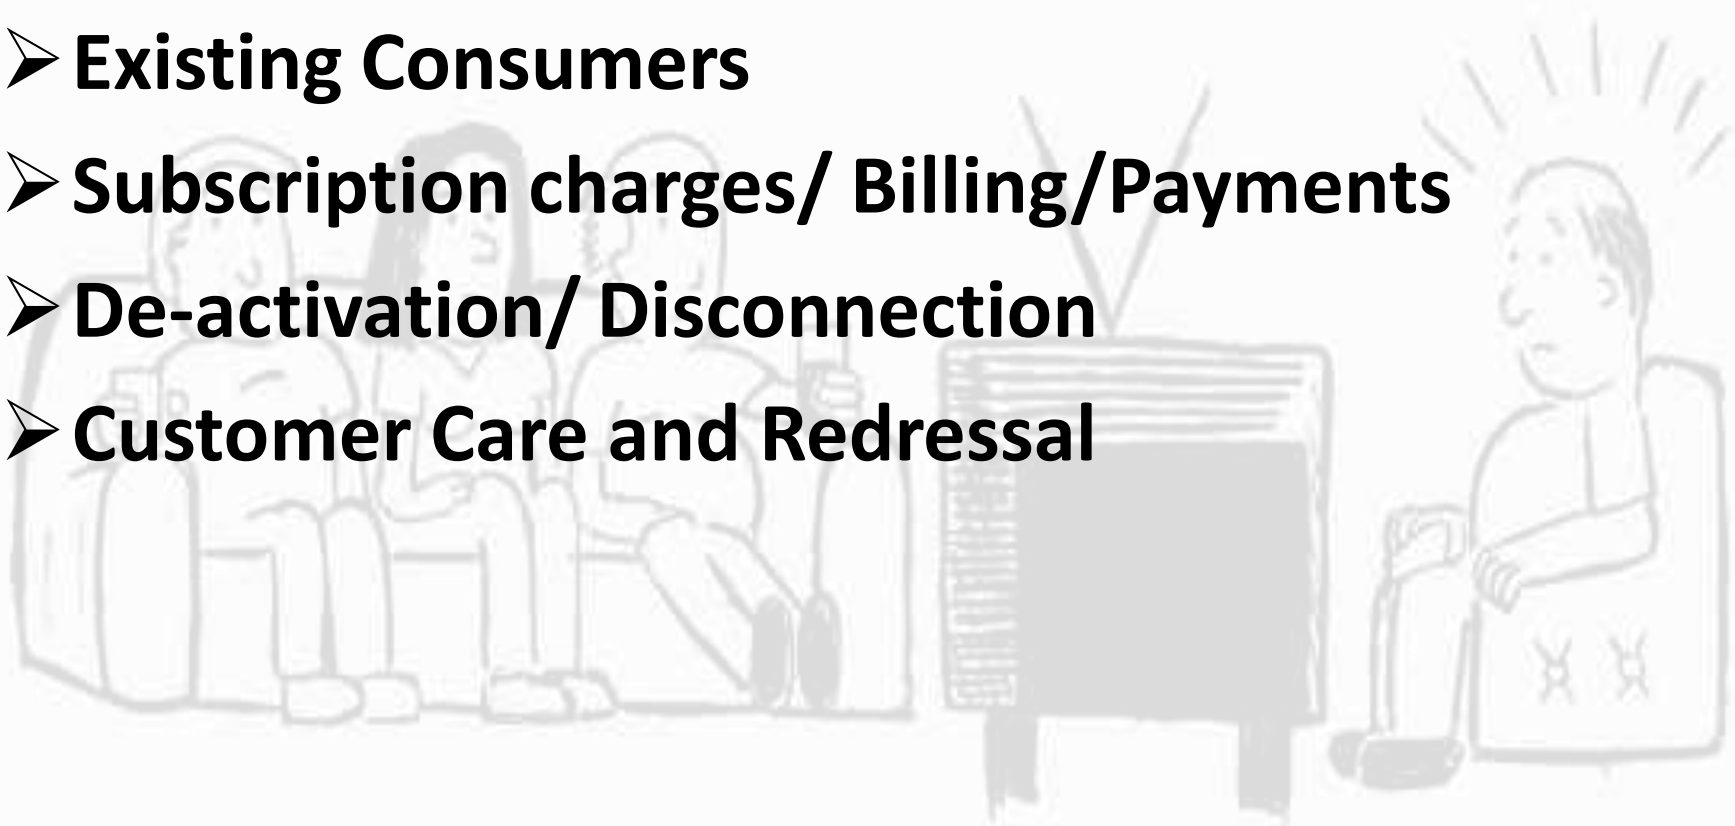 ➢ Existing Consumers
➢ Subscription charges/ Billing/Payments
➢ De-activation/ Disconnection
➢ Customer Care and Redressal